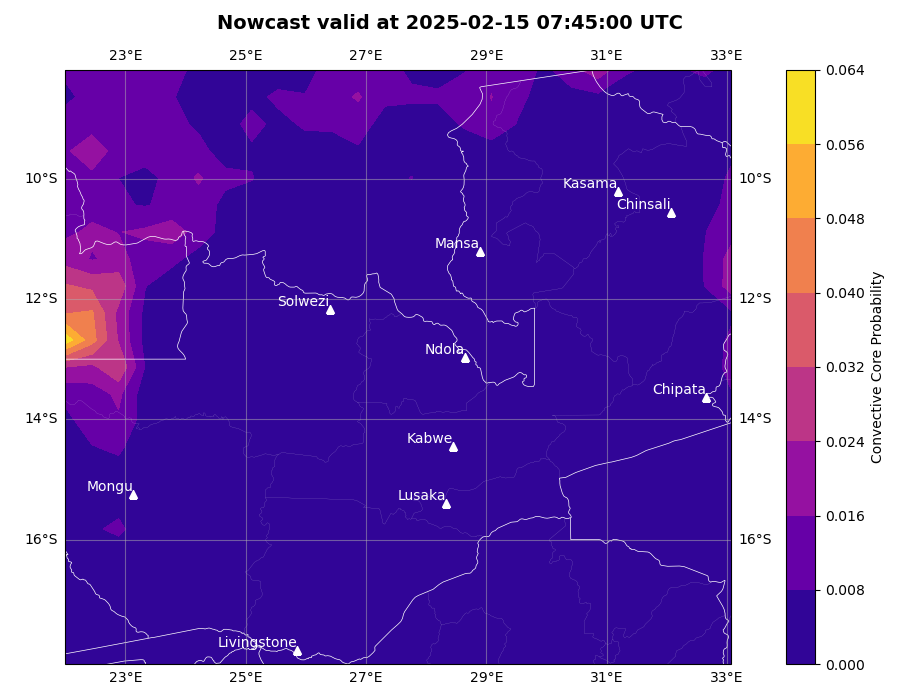 Nowcast valid at 2025-02-15 07:45:00 UTC
23°E 25°E 27°E 29°E 31°E 33°E
0.064
0.056
10°S 10°S
Kasama
Chinsali
0.048
Mansa
12°S 12°S
0.040
Solwezi
Ndola
0.032
Chipata
14°S 14°S
Kabwe
0.024
Mongu
Lusaka
0.016
16°S 16°S
0.008
Livingstone
0.000
23°E 25°E 27°E 29°E 31°E 33°E
Convective Core Probability